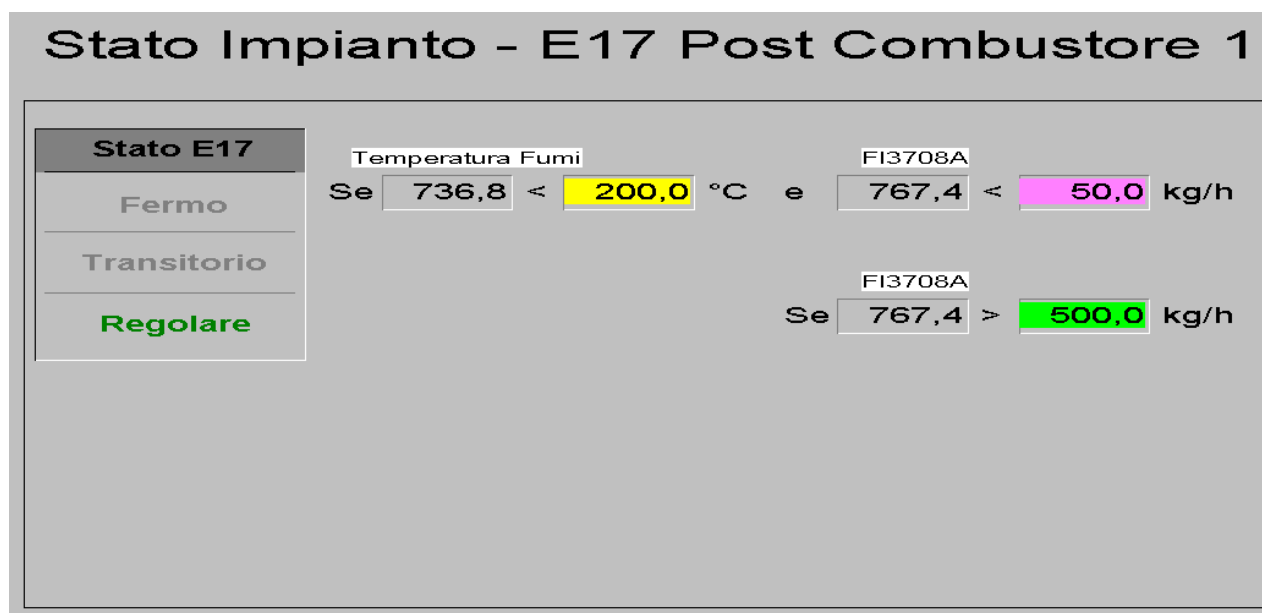 Stato Impianto - E17 Post Combustore 1
Stato E17
Temperatura Fumi FI3708A
Fermo Se 736,8 < 200,0 °C e 767,4 < 50,0 kg/h
Transitorio
FI3708A
Regolare Se 767,4 > 500,0 kg/h